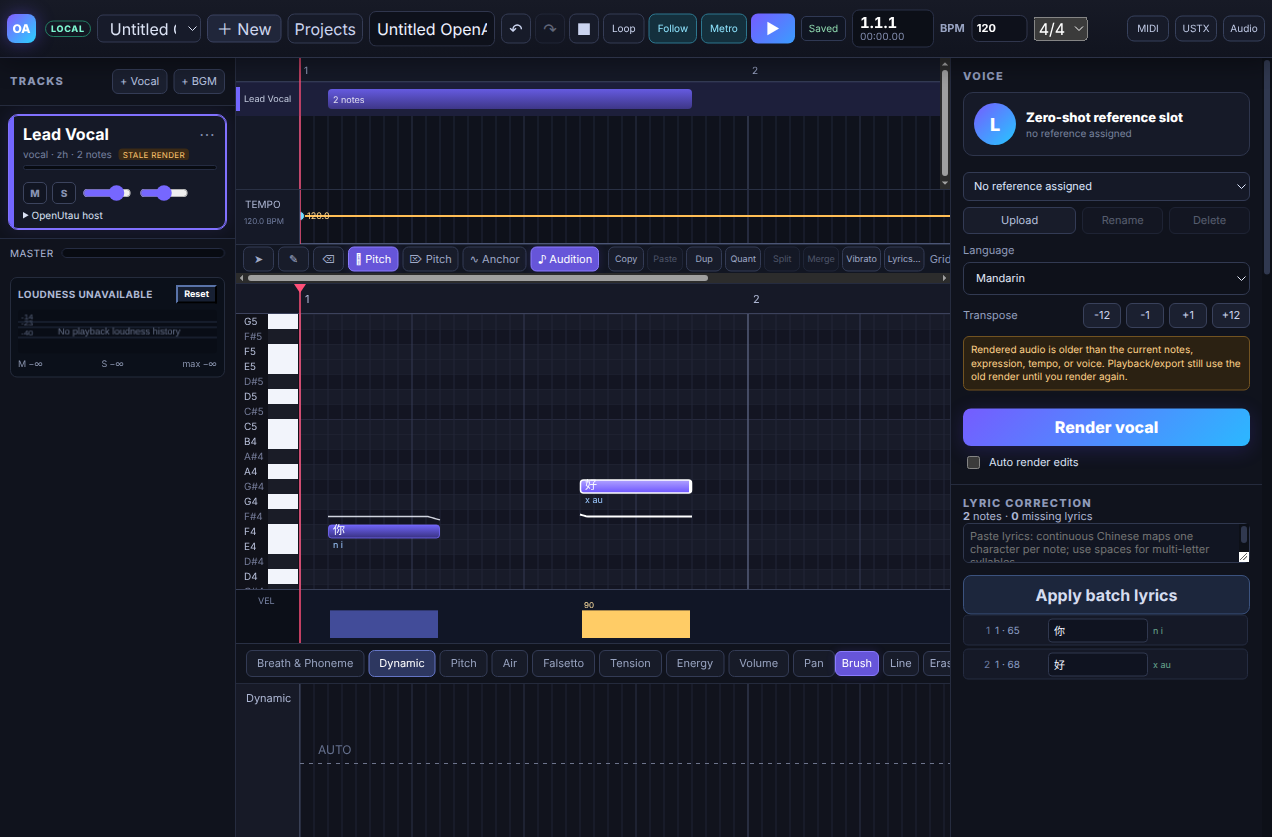 OA LOCAL Untitled ( + New Projects Untitled OpenA Loop Follow Metro Saved 1.1.1 00:00.00 BPM 120 4/4 MIDI USTX Audio
TRACKS + Vocal + BGM
Lead Vocal ...
vocal · zh · 2 notes STALE RENDER
M S
OpenUtau host
MASTER
LOUDNESS UNAVAILABLE Reset
-14
-23
-40
No playback loudness history
M −∞ S −∞ max −∞
1 2
Lead Vocal 2 notes
TEMPO
120.0 BPM
120.0
Pitch Pitch Anchor Audition Copy Paste Dup Quant Split Merge Vibrato Lyrics... Grid
1 2
G5
F#5
F5
E5
D#5
D5
C#5
C5
B4
A#4
A4
G#4 好
G4 x au
F#4
F4 你
E4 n i
D#4
D4
VEL
90
Breath & Phoneme Dynamic Pitch Air Falsetto Tension Energy Volume Pan Brush Line Eras
Dynamic
AUTO
VOICE
L Zero-shot reference slot
no reference assigned
No reference assigned
Upload Rename Delete
Language
Mandarin
Transpose -12 -1 +1 +12
Rendered audio is older than the current notes,
expression, tempo, or voice. Playback/export still use the
old render until you render again.
Render vocal
Auto render edits
LYRIC CORRECTION
2 notes · 0 missing lyrics
Paste lyrics: continuous Chinese maps one
character per note; use spaces for multi-letter
syllables.
Apply batch lyrics
1 1 · 65 你 n i
2 1 · 68 好 x au